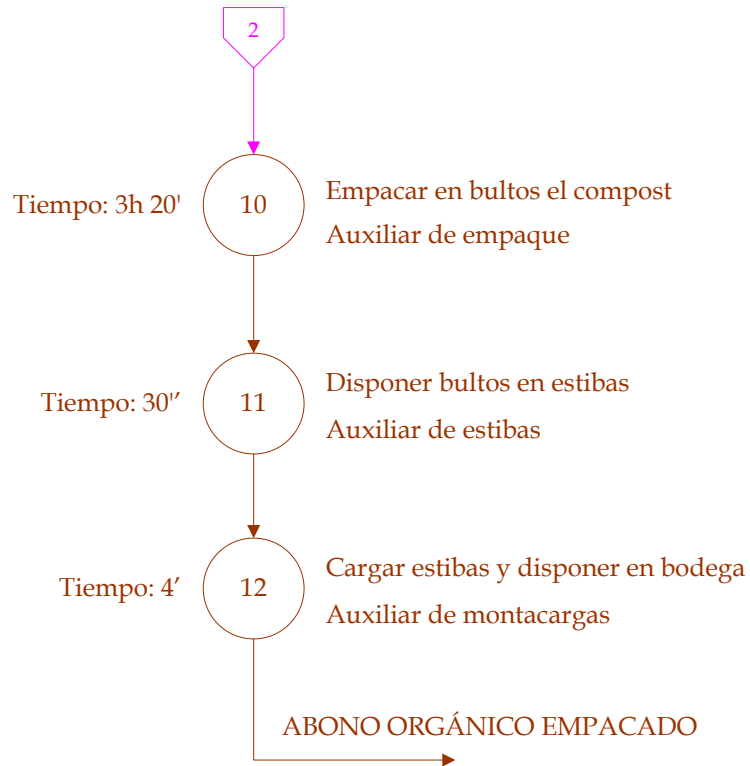 2
Tiempo: 3h 20'
10
Empacar en bultos el compost
Auxiliar de empaque
Tiempo: 30'’
11
Disponer bultos en estibas
Auxiliar de estibas
Tiempo: 4’
12
Cargar estibas y disponer en bodega
Auxiliar de montacargas
ABONO ORGÁNICO EMPACADO